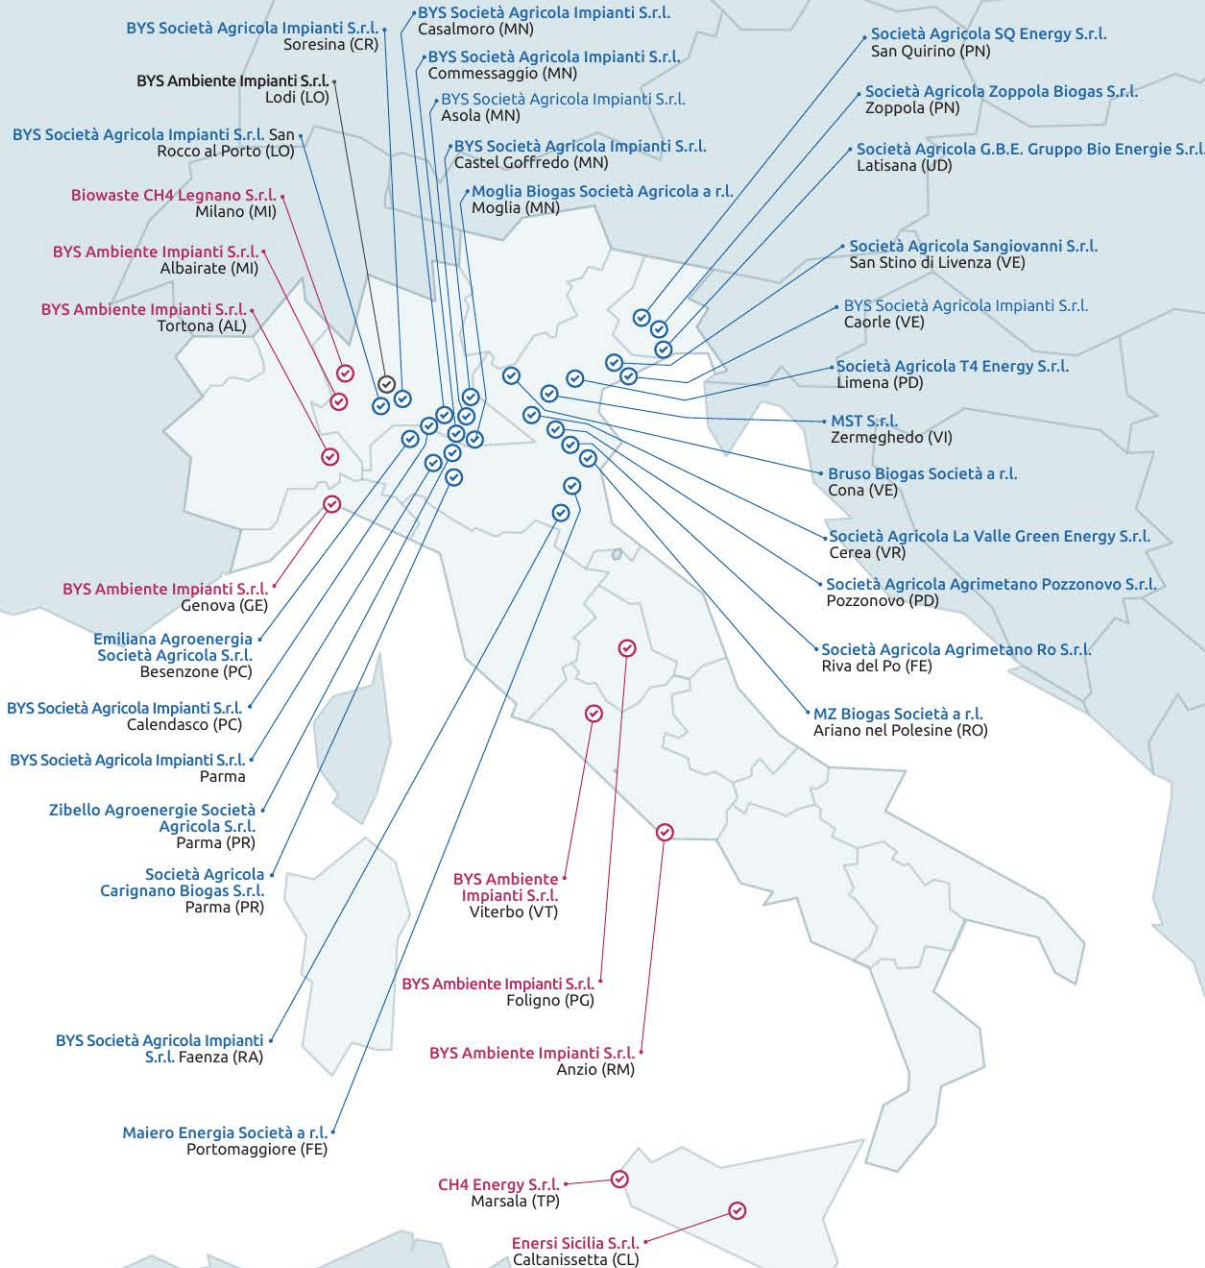 BYS Società Agricola Impianti S.r.l.
Soresina (CR)
BYS Ambiente Impianti S.r.l.
Lodi (LO)
BYS Società Agricola Impianti S.r.l. San
Rocco al Porto (LO)
Biowaste CH4 Legnano S.r.l.
Milano (MI)
BYS Ambiente Impianti S.r.l.
Albairate (MI)
BYS Ambiente Impianti S.r.l.
Tortona (AL)
BYS Società Agricola Impianti S.r.l.
Casalmoro (MN)
BYS Società Agricola Impianti S.r.l.
Commessaggio (MN)
BYS Società Agricola Impianti S.r.l.
Asola (MN)
BYS Società Agricola Impianti S.r.l.
Castel Goffredo (MN)
Moglia Biogas Società Agricola a r.l.
Moglia (MN)
Società Agricola SQ Energy S.r.l.
San Quirino (PN)
Società Agricola Zoppola Biogas S.r.l.
Zoppola (PN)
Società Agricola G.B.E. Gruppo Bio Energie S.r.l.
Latisana (UD)
Società Agricola Sangiovanni S.r.l.
San Stino di Livenza (VE)
BYS Società Agricola Impianti S.r.l.
Caorle (VE)
Società Agricola T4 Energy S.r.l.
Limena (PD)
MST S.r.l.
Zermeghedo (VI)
Bruso Biogas Società a r.l.
Cona (VE)
Società Agricola La Valle Green Energy S.r.l.
Cerea (VR)
Società Agricola Agrimetano Pozzonovo S.r.l.
Pozzonovo (PD)
Società Agricola Agrimetano Ro S.r.l.
Riva del Po (FE)
MZ Biogas Società a r.l.
Ariano nel Polesine (RO)
BYS Ambiente Impianti S.r.l.
Genova (GE)
Emiliana Agroenergia
Società Agricola S.r.l.
Besenzone (PC)
BYS Società Agricola Impianti S.r.l.
Calendasco (PC)
BYS Società Agricola Impianti S.r.l.
Parma
Zibello Agroenergie Società
Agricola S.r.l.
Parma (PR)
Società Agricola
Carignano Biogas S.r.l.
Parma (PR)
BYS Società Agricola Impianti
S.r.l. Faenza (RA)
Maiero Energia Società a r.l.
Portomaggiore (FE)
BYS Ambiente
Impianti S.r.l.
Viterbo (VT)
BYS Ambiente Impianti S.r.l.
Foligno (PG)
BYS Ambiente Impianti S.r.l.
Anzio (RM)
CH4 Energy S.r.l.
Marsala (TP)
Enersi Sicilia S.r.l.
Caltanissetta (CL)